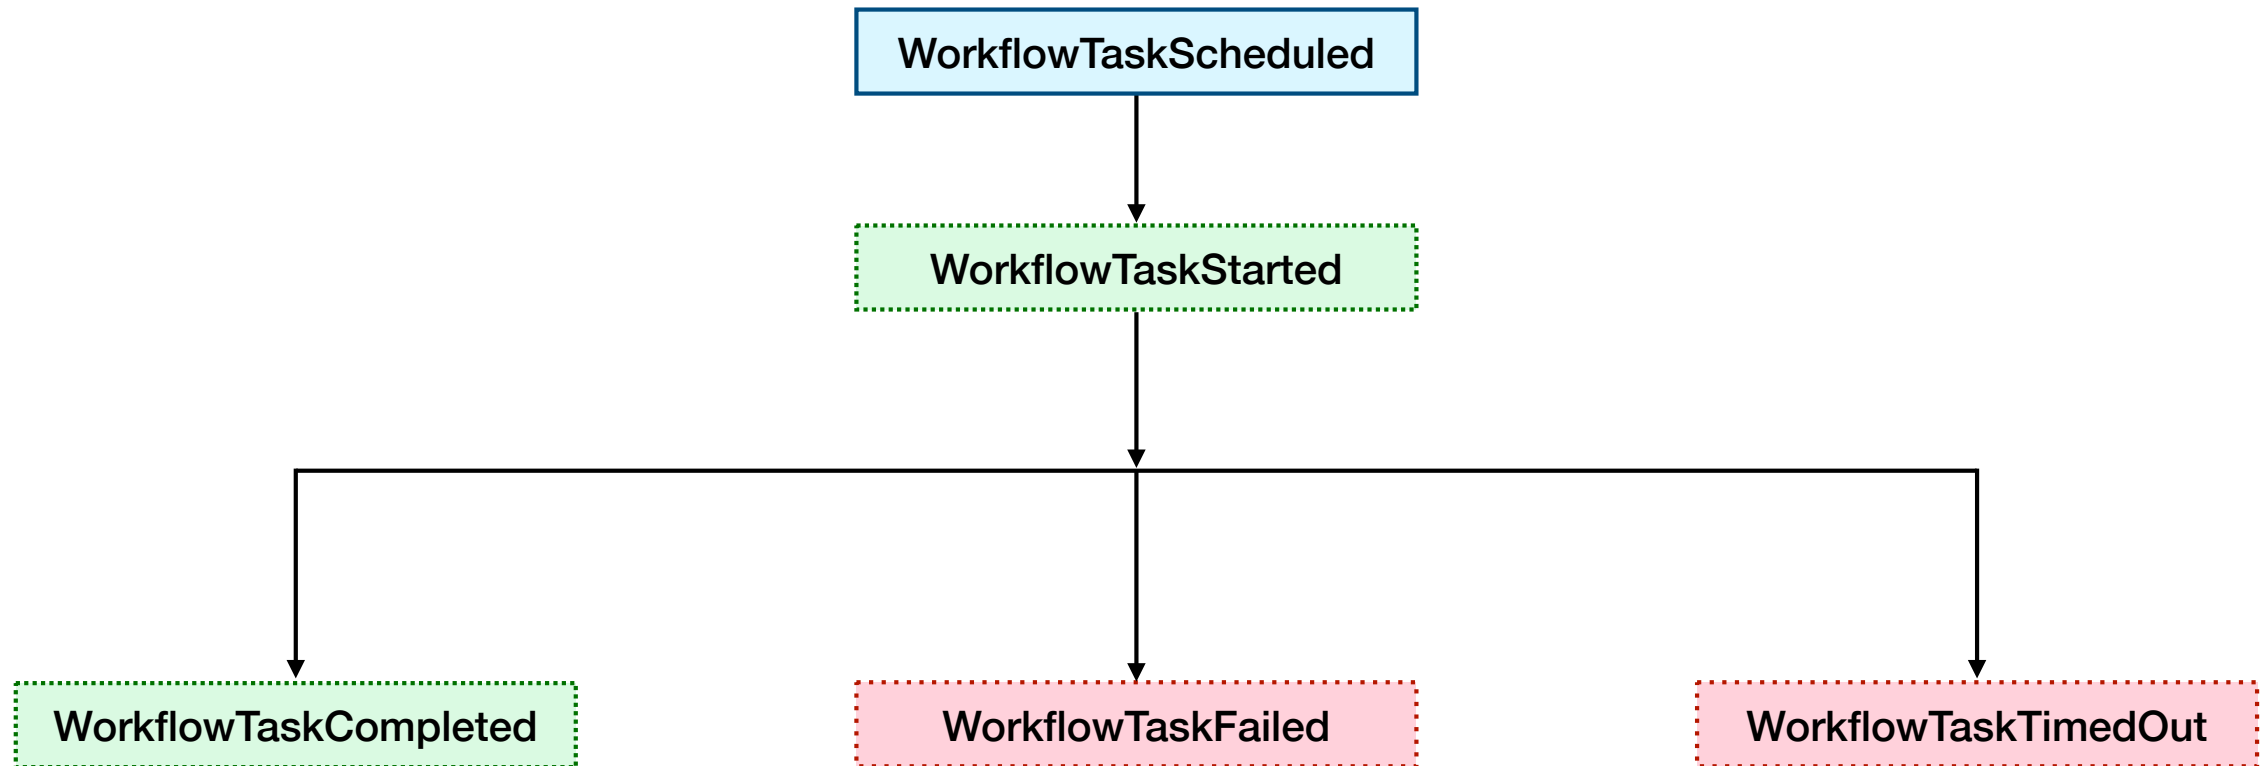 WorkflowTaskScheduled
WorkflowTaskStarted
WorkflowTaskCompleted
WorkflowTaskFailed
WorkflowTaskTimedOut